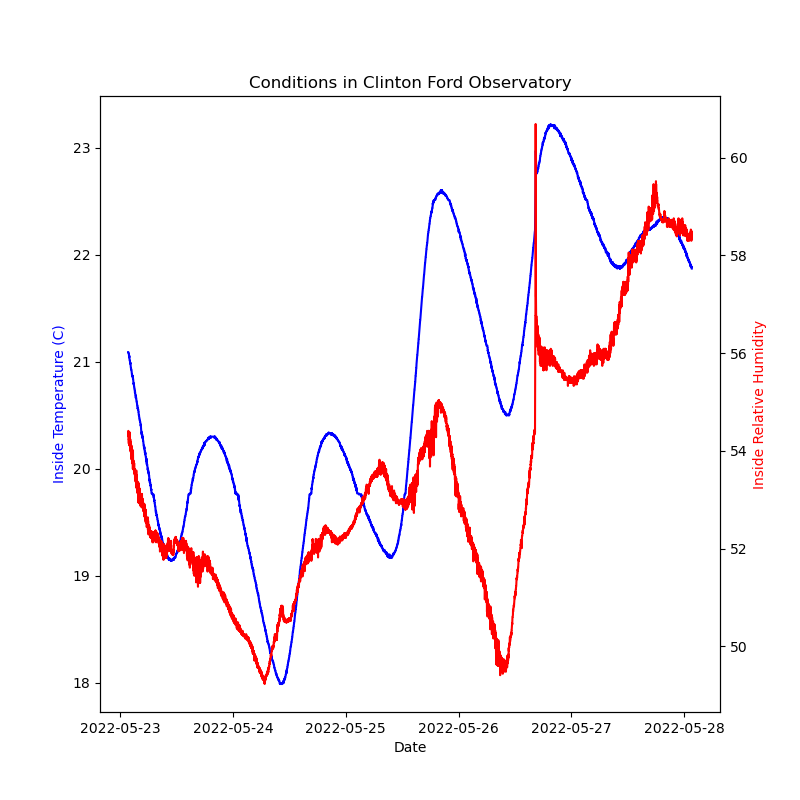 Conditions in Clinton Ford Observatory
23
22
21
20
19
18
Inside Temperature (C)
60
58
56
54
52
50
Inside Relative Humidity
2022-05-23 2022-05-24 2022-05-25 2022-05-26 2022-05-27 2022-05-28
Date